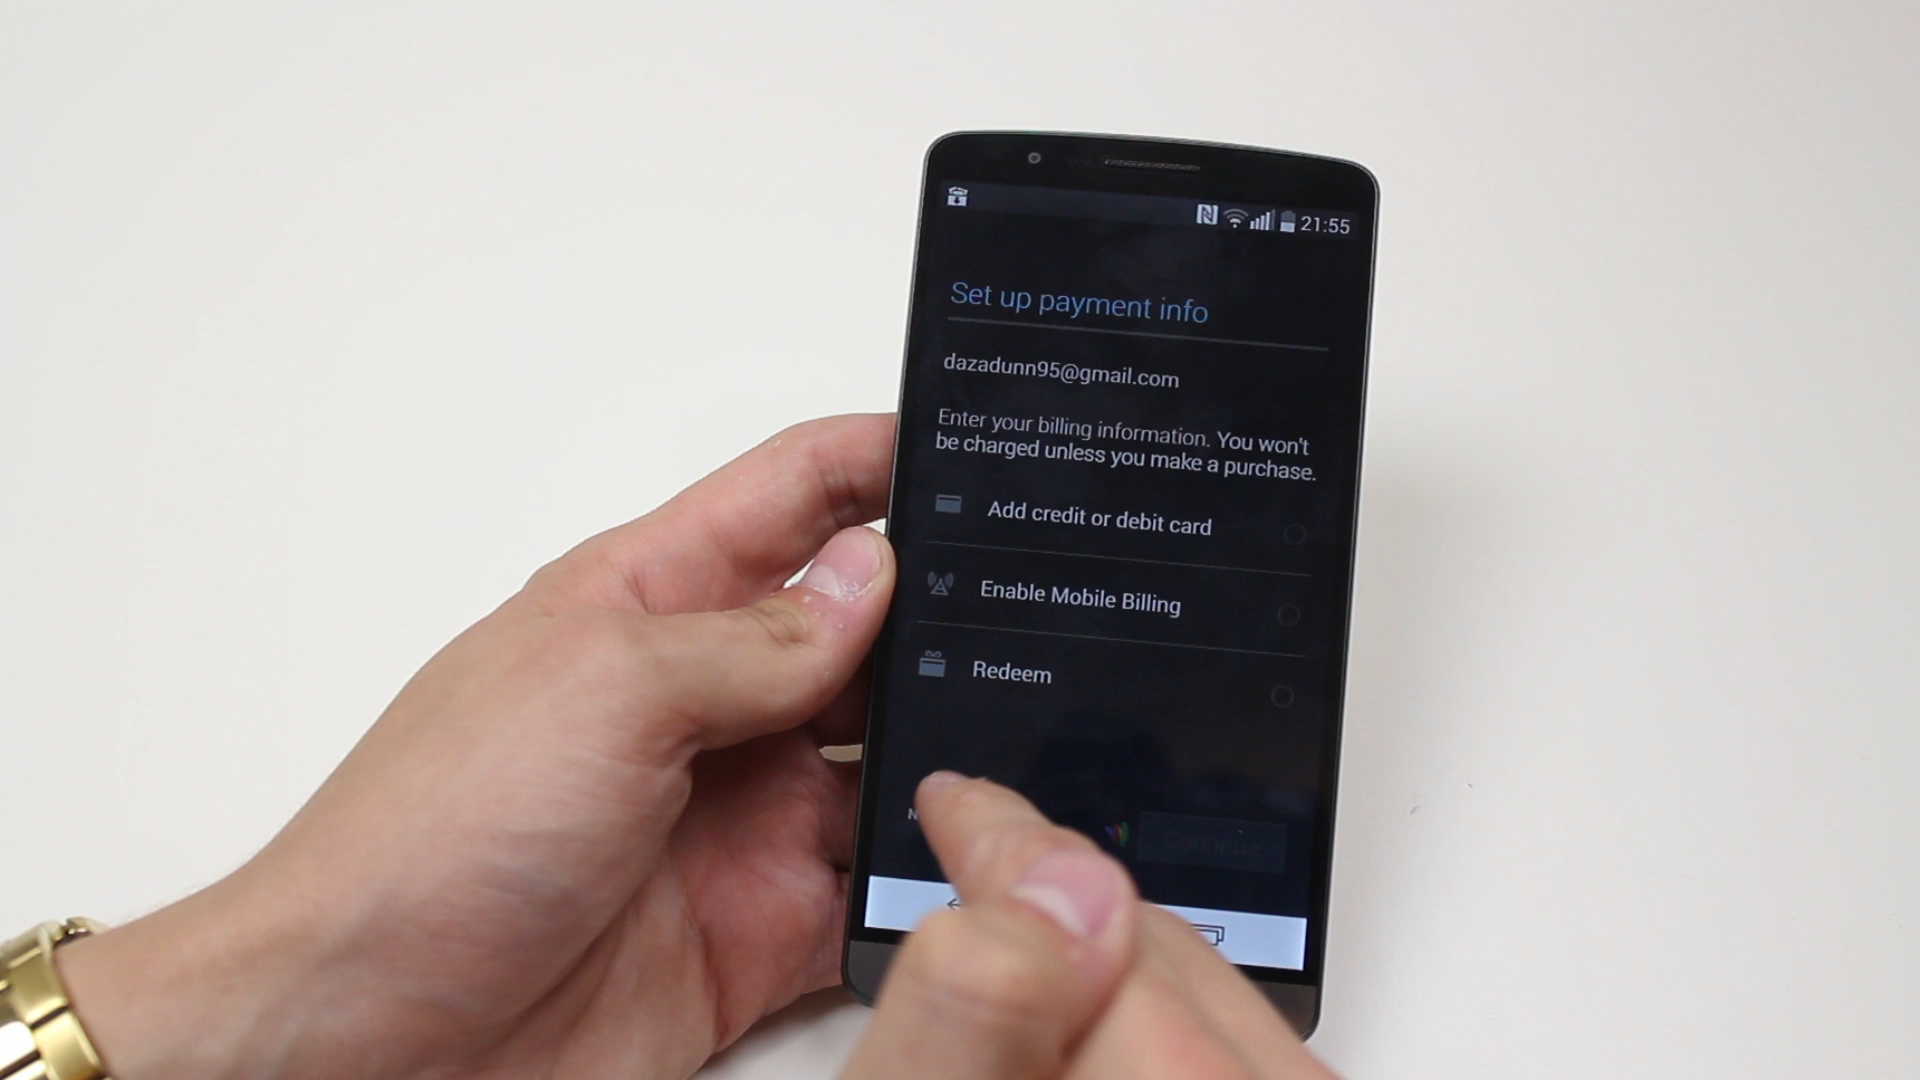 21:55
Set up payment info
dazadunn95@gmail.com
Enter your billing information. You won't
be charged unless you make a purchase.
Add credit or debit card
Enable Mobile Billing
Redeem
Continue